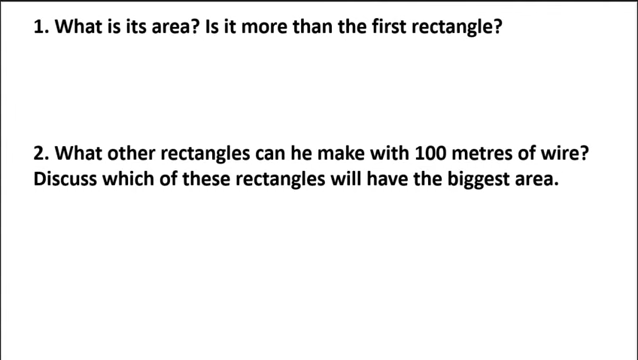 1. What is its area? Is it more than the first rectangle?
2. What other rectangles can he make with 100 metres of wire?
Discuss which of these rectangles will have the biggest area.